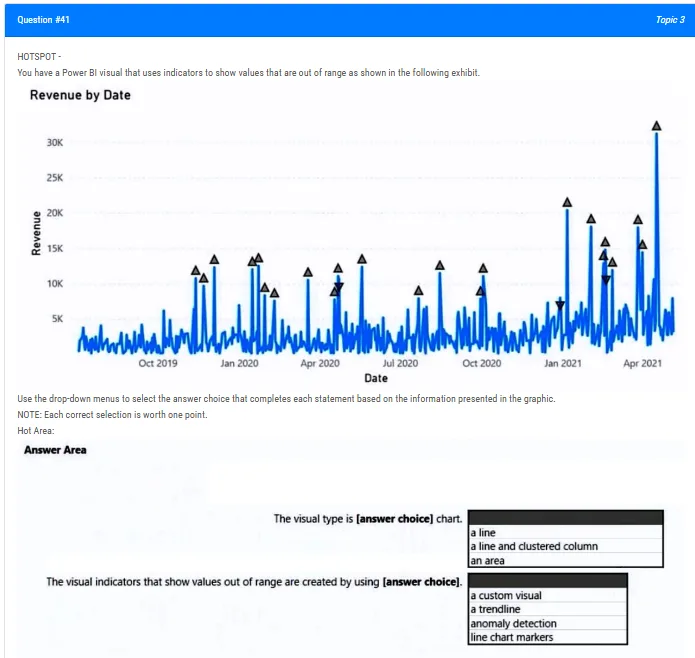 Question #41 Topic 3
HOTSPOT -
You have a Power BI visual that uses indicators to show values that are out of range as shown in the following exhibit.
Revenue by Date
30K
25K
20K
15K
10K
5K
Revenue
Oct 2019 Jan 2020 Apr 2020 Jul 2020 Oct 2020 Jan 2021 Apr 2021
Date
Use the drop-down menus to select the answer choice that completes each statement based on the information presented in the graphic.
NOTE: Each correct selection is worth one point.
Hot Area:
Answer Area
The visual type is [answer choice] chart.
a line
a line and clustered column
an area
The visual indicators that show values out of range are created by using [answer choice].
a custom visual
a trendline
anomaly detection
line chart markers